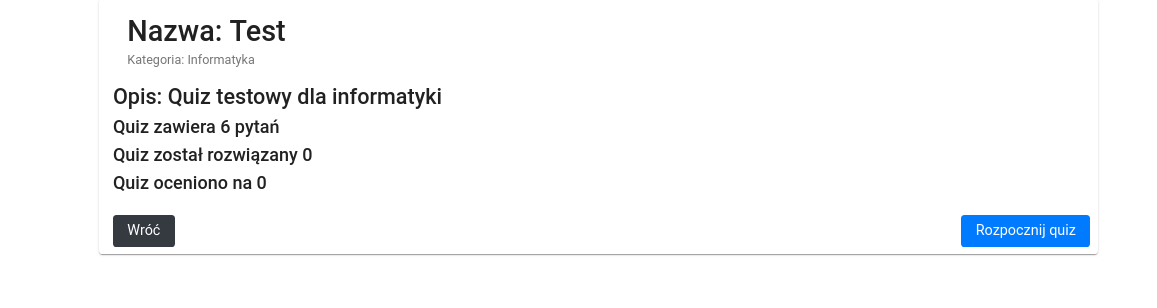 Nazwa: Test
Kategoria: Informatyka
Opis: Quiz testowy dla informatyki
Quiz zawiera 6 pytań
Quiz został rozwiązany 0
Quiz oceniono na 0
Wróć
Rozpocznij quiz